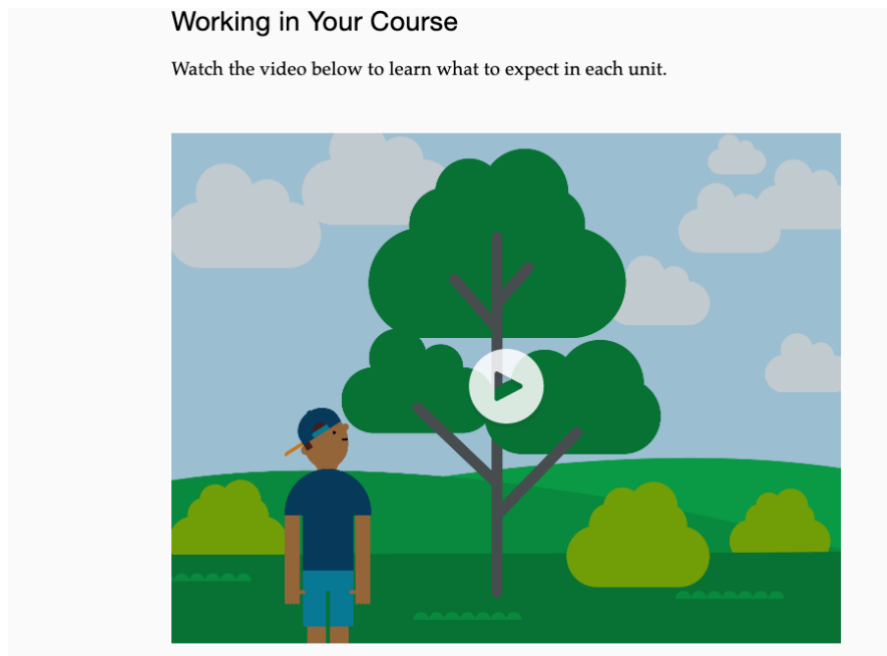 Working in Your Course
Watch the video below to learn what to expect in each unit.